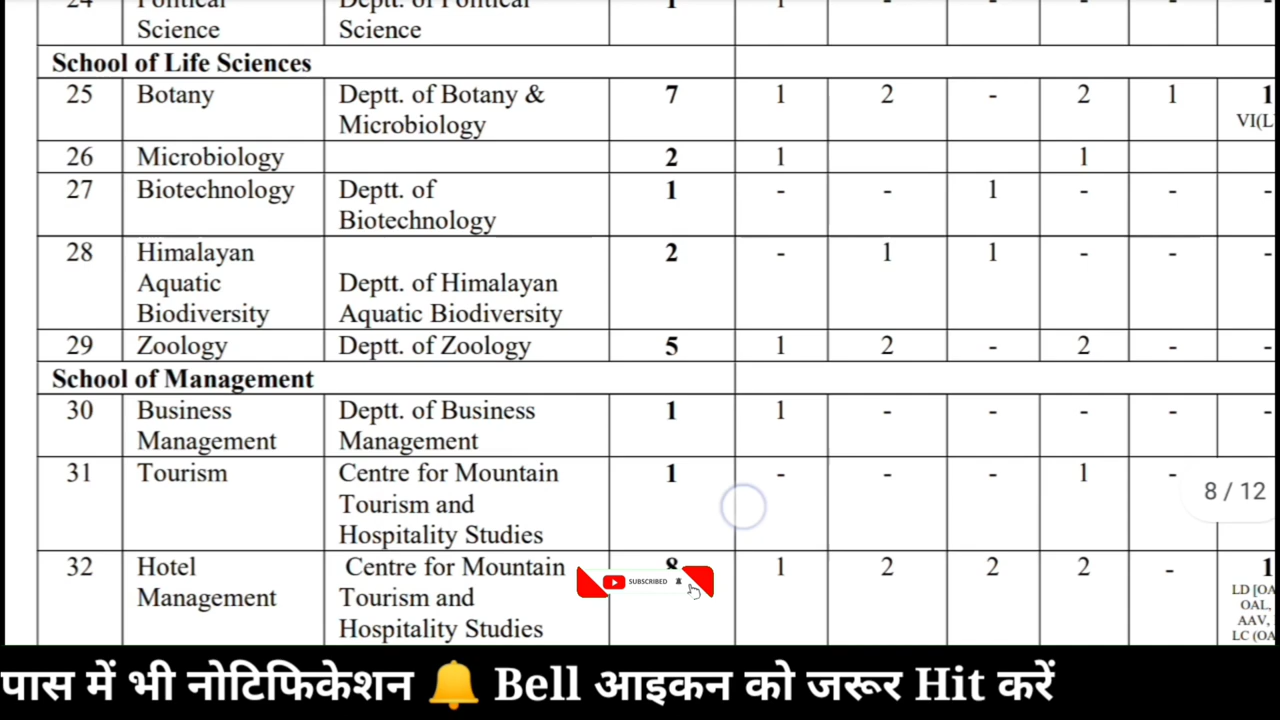 24 Political Deptt. of Political 1 1 - - - - -
Science Science
School of Life Sciences
25 Botany Deptt. of Botany & 7 1 2 - 2 1 1
Microbiology VI(L
26 Microbiology 2 1 1
27 Biotechnology Deptt. of 1 - - 1 - - -
Biotechnology
28 Himalayan 2 - 1 1 - - -
Aquatic Deptt. of Himalayan
Biodiversity Aquatic Biodiversity
29 Zoology Deptt. of Zoology 5 1 2 - 2 - -
School of Management
30 Business Deptt. of Business 1 1 - - - - -
Management Management
31 Tourism Centre for Mountain 1 - - - 1 - -
Tourism and 8 / 12
Hospitality Studies
32 Hotel Centre for Mountain 8 1 2 2 2 - 1
Management Tourism and LD [OA
OAL,
Hospitality Studies AAV,
LC (OA
SUBSCRIBED
पास में भी नोटिफिकेशन 🔔 Bell आइकन को जरूर Hit करें